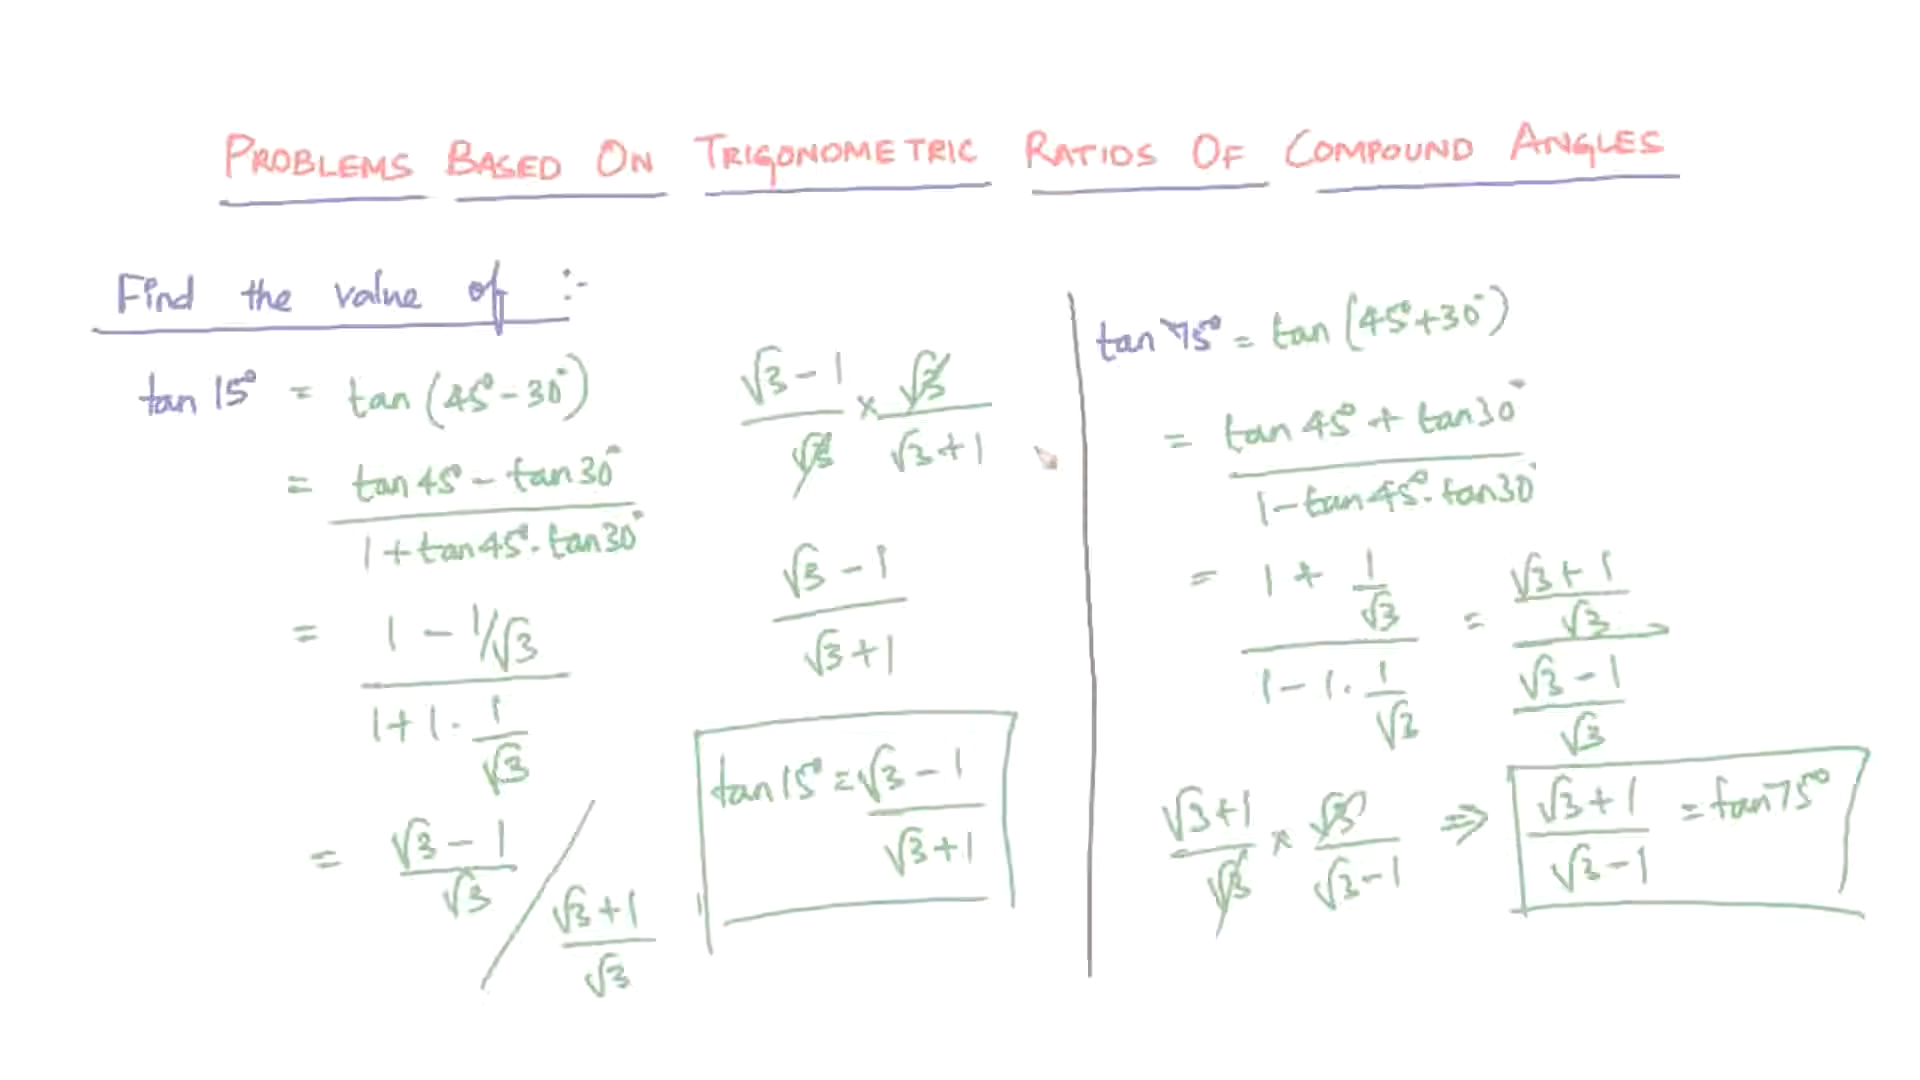 PROBLEMS BASED ON TRIGONOMETRIC RATIOS OF COMPOUND ANGLES
Find the value of :-
tan 15° = tan (45° - 30°)
= tan 45° - tan 30°
1 + tan 45° . tan 30°
= 1 - 1/√3
1 + 1 . 1
√3
= √3 - 1
√3
/
√3 + 1
√3
√3 - 1 × √3
√3 √3 + 1
√3 - 1
√3 + 1
tan 15° = √3 - 1
√3 + 1
tan 75° = tan (45° + 30°)
= tan 45° + tan 30°
1 - tan 45° . tan 30°
= 1 + 1
√3
1 - 1 . 1
√3
= √3 + 1
√3
√3 - 1
√3
√3 + 1 × √3 ⇒
√3 √3 - 1
√3 + 1 = tan 75°
√3 - 1